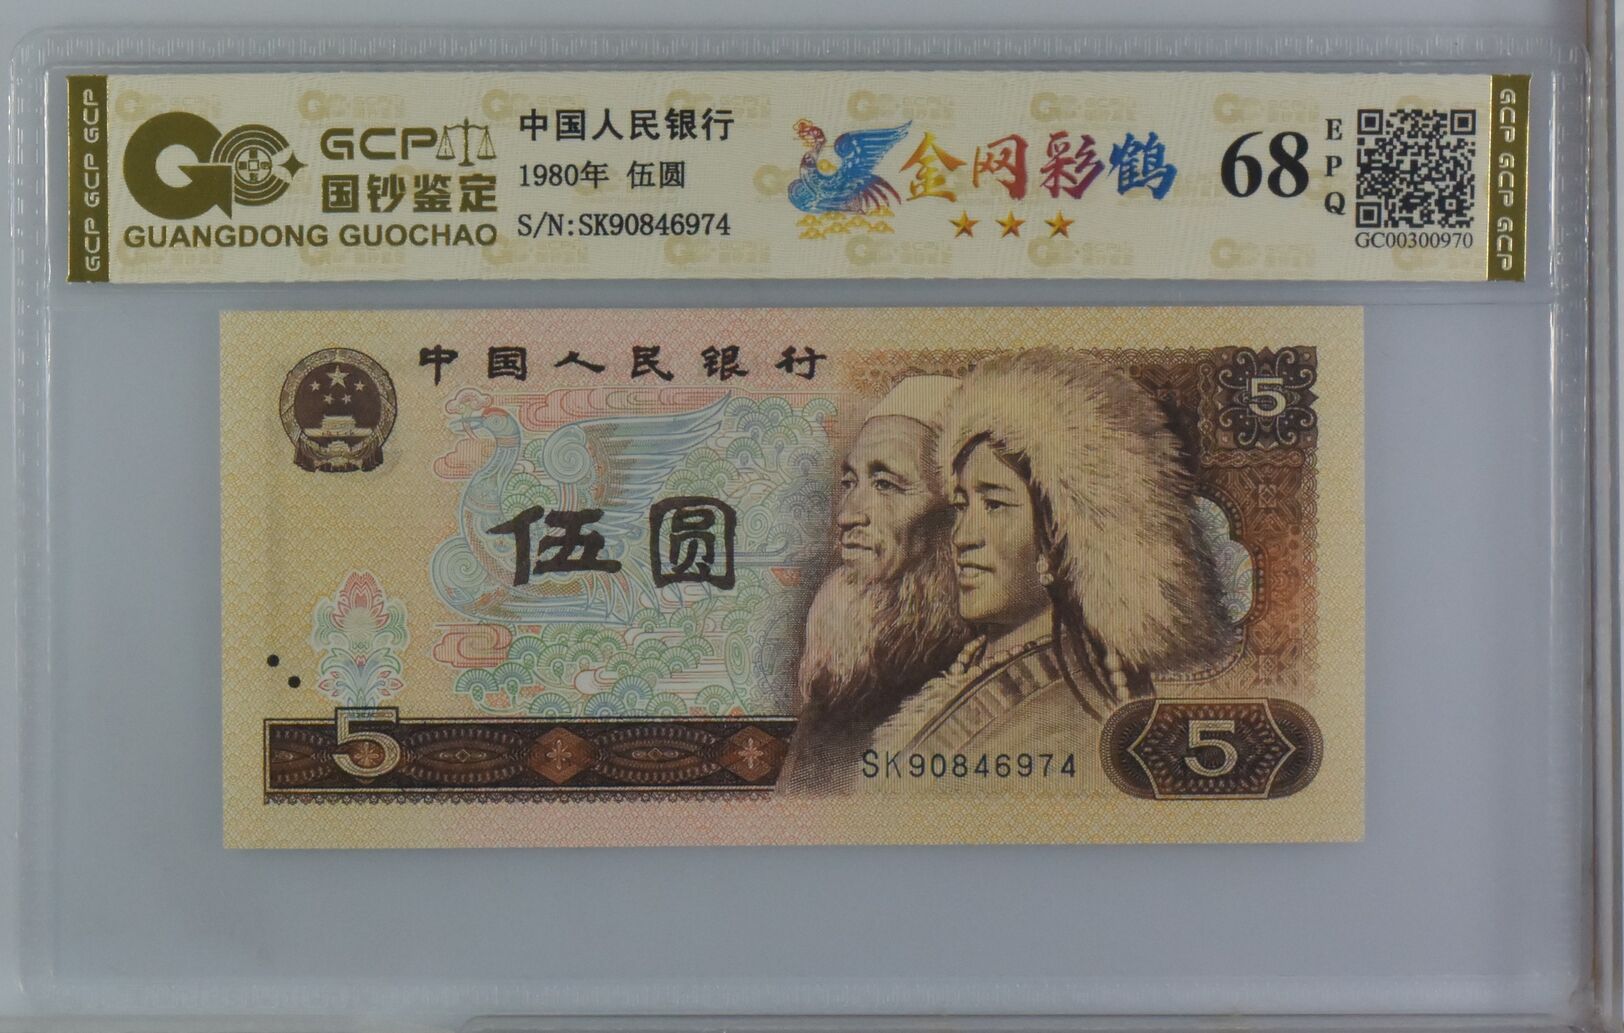 GCP GCP GCP
GCP
国钞鉴定
GUANGDONG GUOCHAO
中国人民银行
1980年 伍圆
S/N:SK90846974
金网彩鹤
68
EPQ
GC00300970
GCP GCP GCP
中国人民银行
5
伍圆
5
SK90846974
5